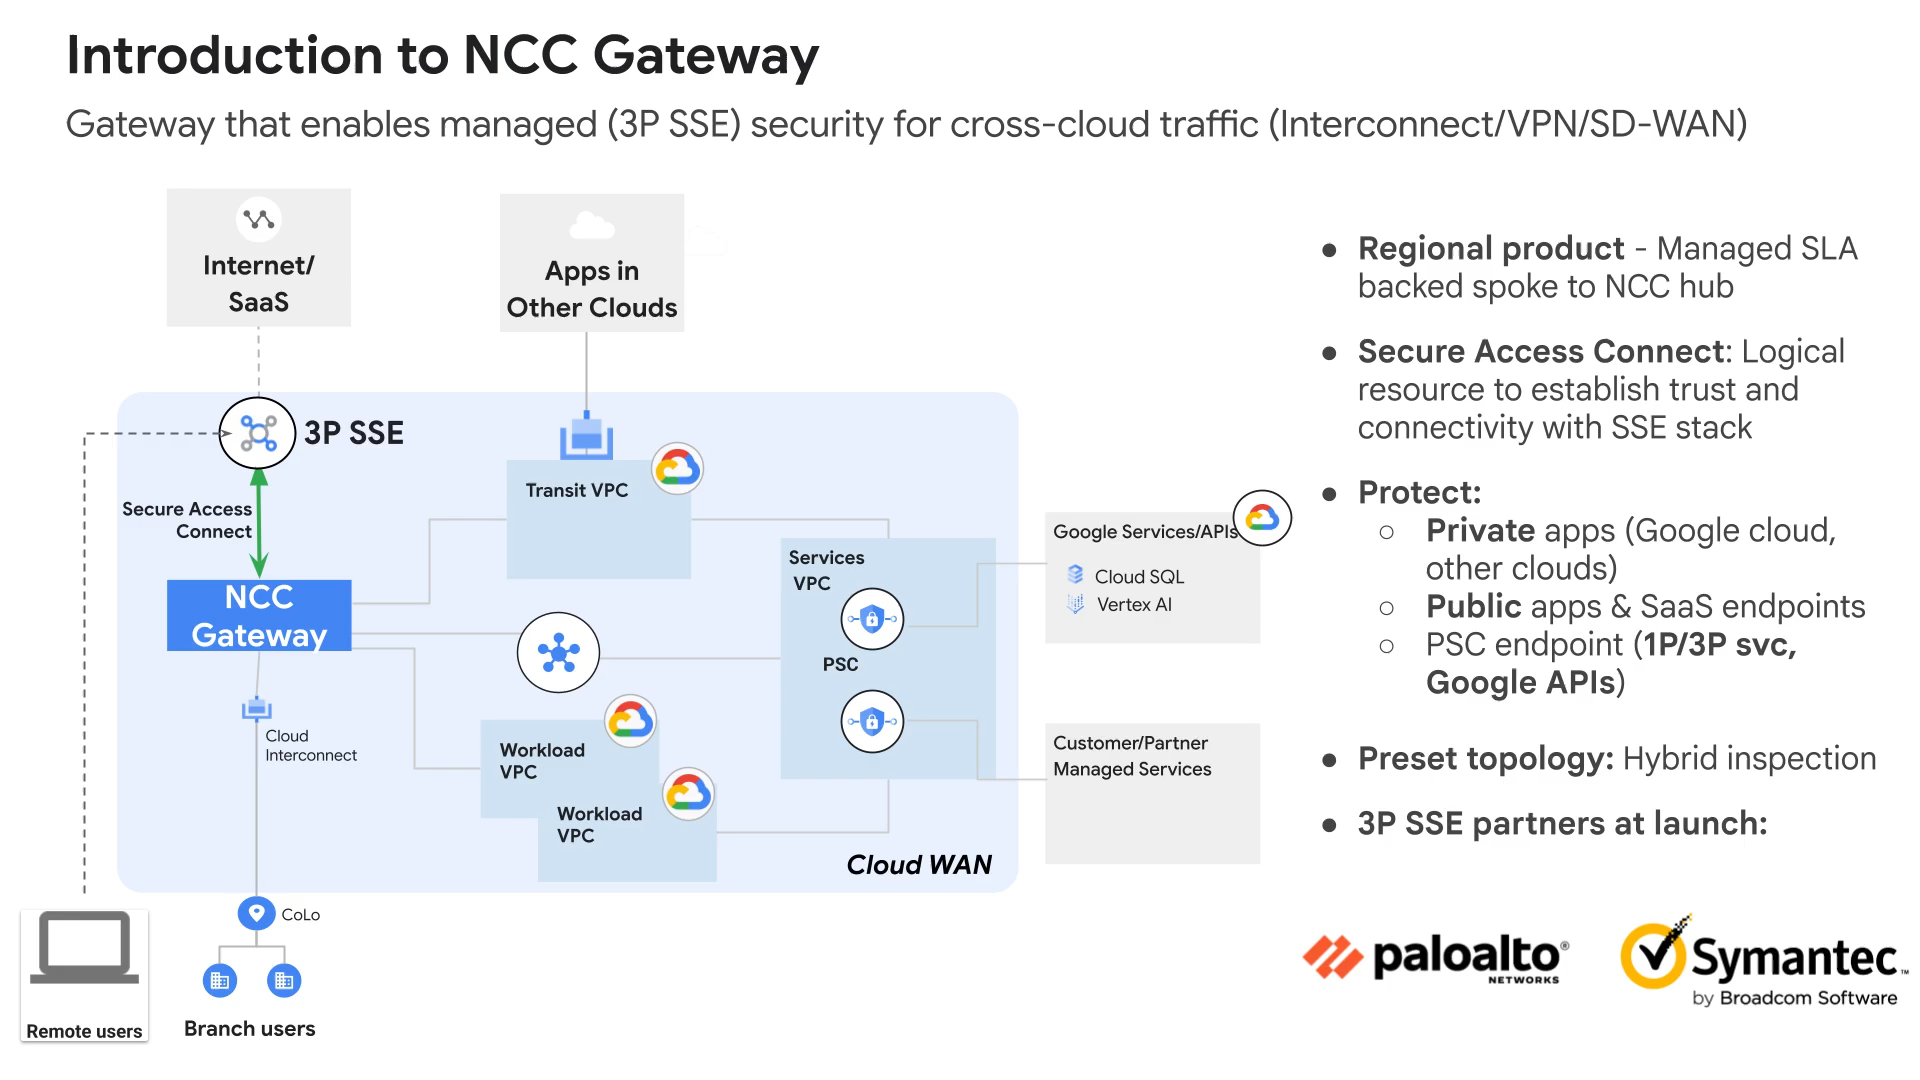 Introduction to NCC Gateway
Gateway that enables managed (3P SSE) security for cross-cloud traffic (Interconnect/VPN/SD-WAN)
Internet/
SaaS
Apps in
Other Clouds
3P SSE
Secure Access
Connect
NCC
Gateway
Transit VPC
Services
VPC
PSC
Google Services/APIs
Cloud SQL
Vertex AI
Cloud
Interconnect
Workload
VPC
Workload
VPC
Customer/Partner
Managed Services
Cloud WAN
CoLo
Remote users
Branch users
● Regional product - Managed SLA
backed spoke to NCC hub
● Secure Access Connect: Logical
resource to establish trust and
connectivity with SSE stack
● Protect:
○ Private apps (Google cloud,
other clouds)
○ Public apps & SaaS endpoints
○ PSC endpoint (1P/3P svc,
Google APIs)
● Preset topology: Hybrid inspection
● 3P SSE partners at launch:
paloalto®
NETWORKS
Symantec™
by Broadcom Software